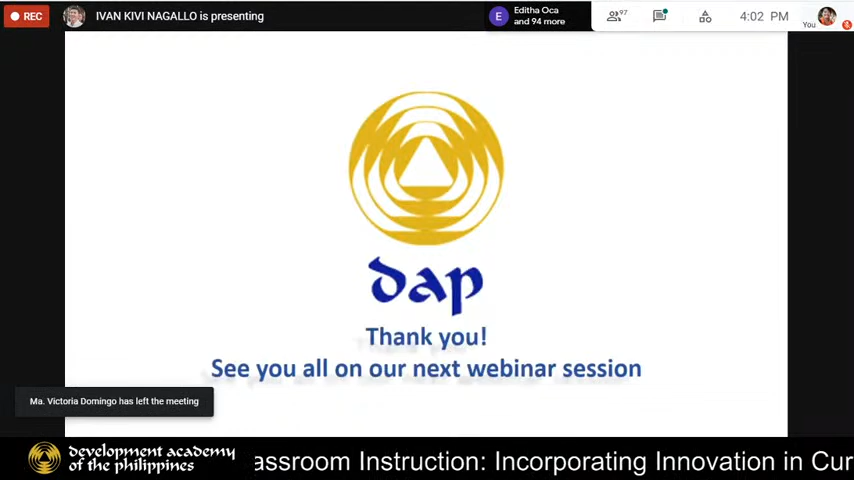 REC
IVAN KIVI NAGALLO is presenting
E
Editha Oca
and 94 more
97
4:02 PM
You
dap
Thank you!
See you all on our next webinar session
Ma. Victoria Domingo has left the meeting
development academy
of the philippines
assroom Instruction: Incorporating Innovation in Cur